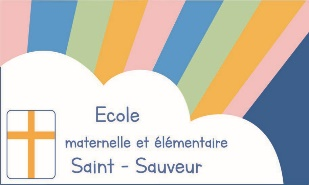 Ecole
maternelle et élémentaire
Saint - Sauveur